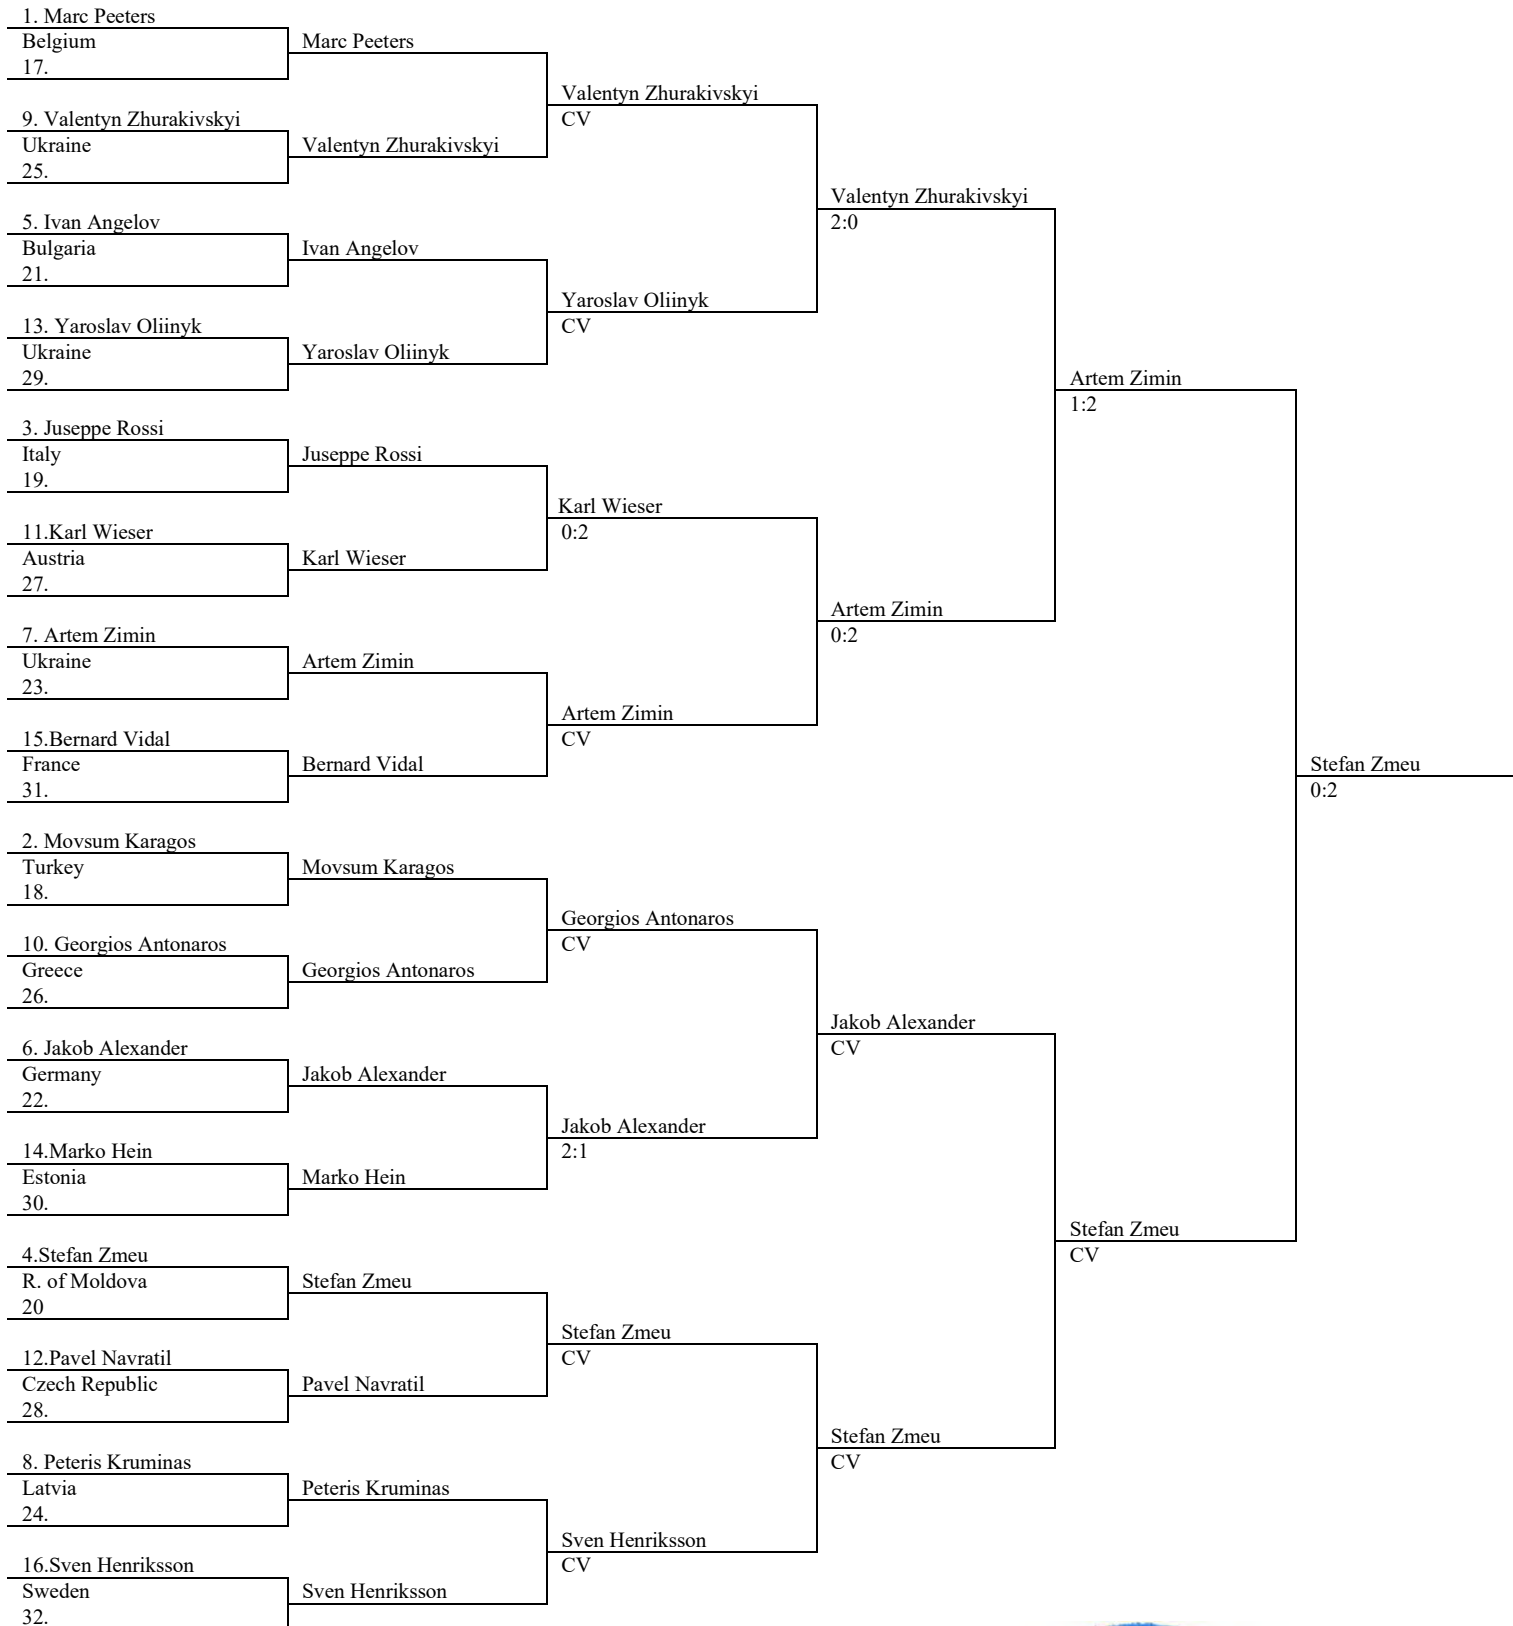 1. Marc Peeters
Belgium
17.
9. Valentyn Zhurakivskyi
Ukraine
25.
5. Ivan Angelov
Bulgaria
21.
13. Yaroslav Oliinyk
Ukraine
29.
3. Juseppe Rossi
Italy
19.
11.Karl Wieser
Austria
27.
7. Artem Zimin
Ukraine
23.
15.Bernard Vidal
France
31.
2. Movsum Karagos
Turkey
18.
10. Georgios Antonaros
Greece
26.
6. Jakob Alexander
Germany
22.
14.Marko Hein
Estonia
30.
4.Stefan Zmeu
R. of Moldova
20
12.Pavel Navratil
Czech Republic
28.
8. Peteris Kruminas
Latvia
24.
16.Sven Henriksson
Sweden
32.
Marc Peeters
Valentyn Zhurakivskyi
Ivan Angelov
Yaroslav Oliinyk
Juseppe Rossi
Karl Wieser
Artem Zimin
Bernard Vidal
Movsum Karagos
Georgios Antonaros
Jakob Alexander
Marko Hein
Stefan Zmeu
Pavel Navratil
Peteris Kruminas
Sven Henriksson
Valentyn Zhurakivskyi
CV
Yaroslav Oliinyk
CV
Karl Wieser
0:2
Artem Zimin
CV
Georgios Antonaros
CV
Jakob Alexander
2:1
Stefan Zmeu
CV
Sven Henriksson
CV
Valentyn Zhurakivskyi
2:0
Artem Zimin
0:2
Jakob Alexander
CV
Stefan Zmeu
CV
Artem Zimin
1:2
Stefan Zmeu
CV
Stefan Zmeu
0:2